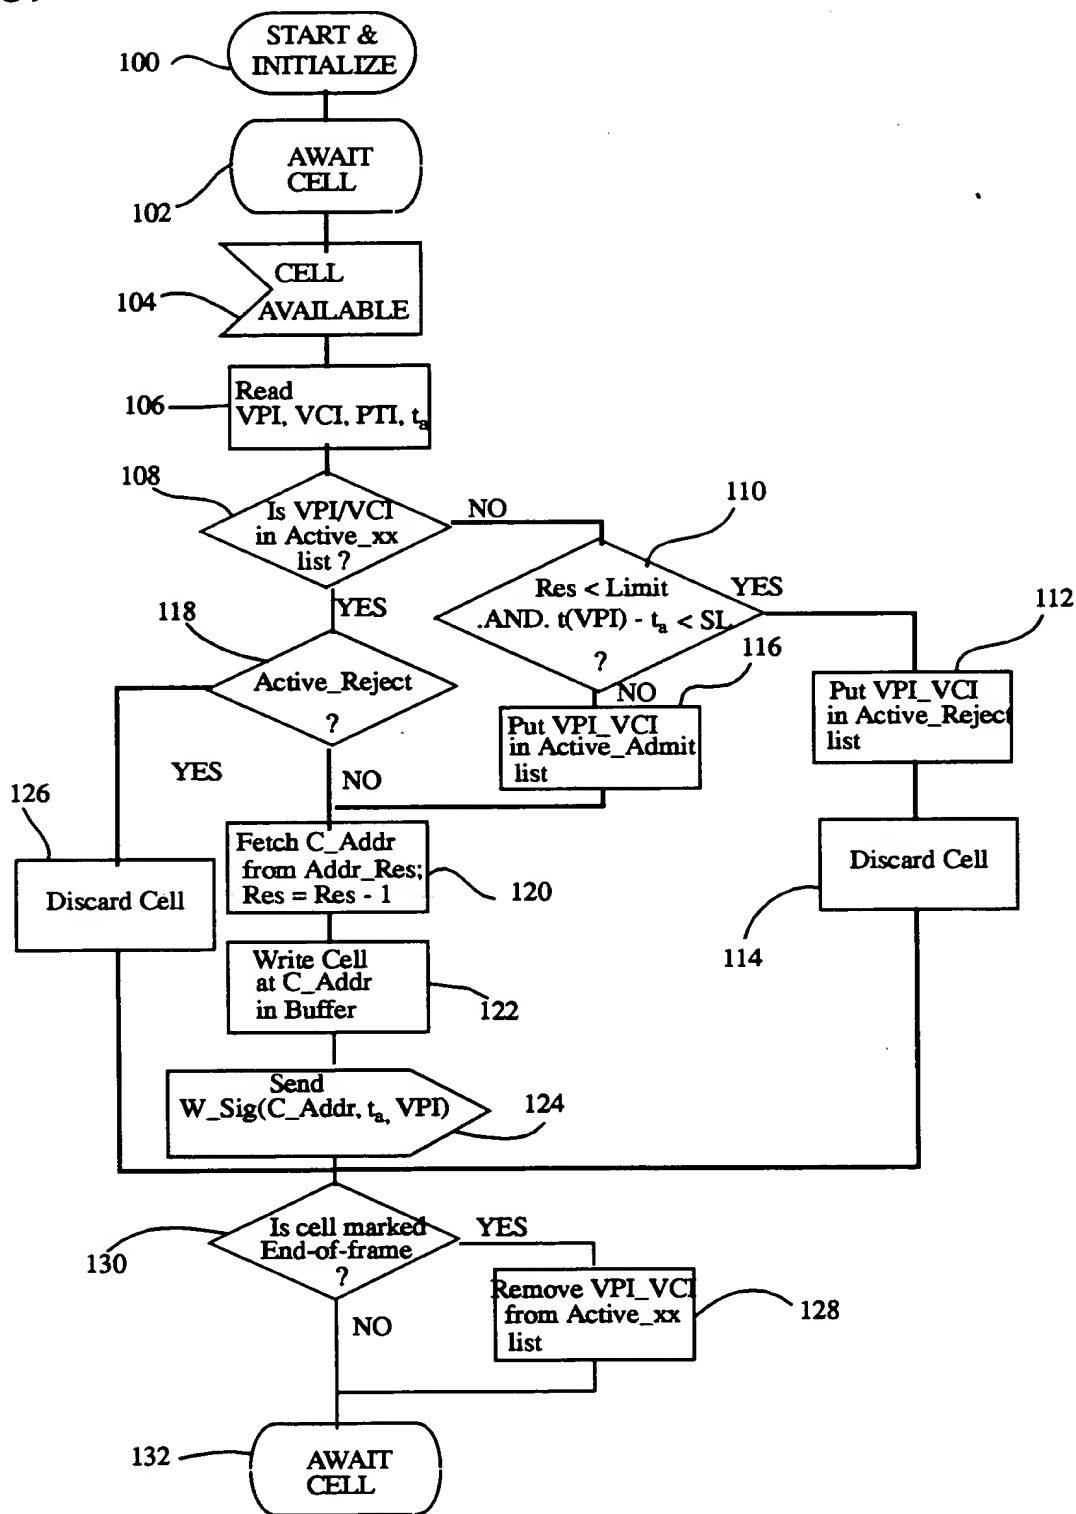 START &
INITIALIZE
100
AWAIT
CELL
102
CELL
AVAILABLE
104
Read
VPI, VCI, PTI, tₐ
106
108
Is VPI/VCI
in Active_xx
list ?
NO
YES
110
Res < Limit
.AND. t(VPI) - tₐ < SL
?
YES
NO
112
Put VPI_VCI
in Active_Reject
list
116
Put VPI_VCI
in Active_Admit
list
118
Active_Reject
?
YES
NO
126
Discard Cell
Fetch C_Addr
from Addr_Res;
Res = Res - 1
120
Discard Cell
114
Write Cell
at C_Addr
in Buffer
122
Send
W_Sig(C_Addr, tₐ, VPI)
124
Is cell marked
End-of-frame
?
130
YES
NO
Remove VPI_VCI
from Active_xx
list
128
132
AWAIT
CELL